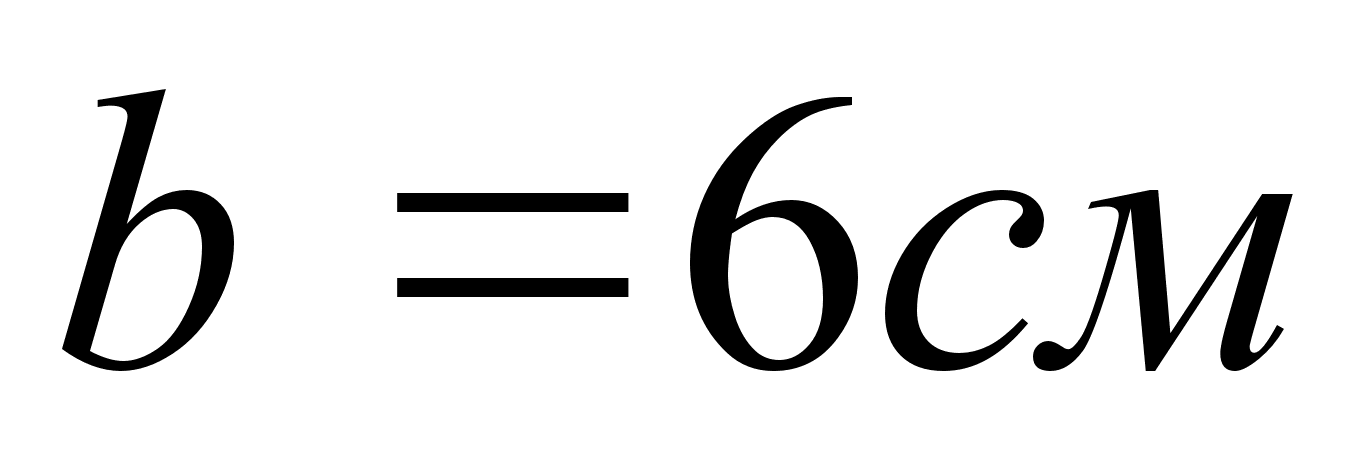 b = 6см